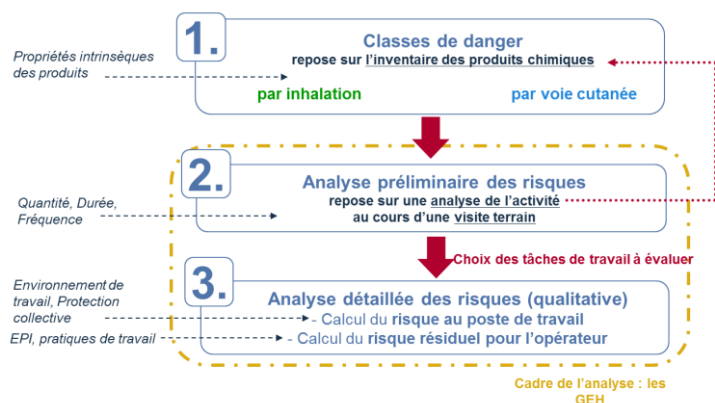 1.
Classes de danger
repose sur l'inventaire des produits chimiques
Propriétés intrinsèques
des produits
par inhalation
par voie cutanée
2.
Analyse préliminaire des risques
repose sur une analyse de l'activité
au cours d'une visite terrain
Quantité, Durée,
Fréquence
Choix des tâches de travail à évaluer
3.
Analyse détaillée des risques (qualitative)
- Calcul du risque au poste de travail
- Calcul du risque résiduel pour l'opérateur
Environnement de
travail, Protection
collective
EPI, pratiques de travail
Cadre de l'analyse : les
GEH